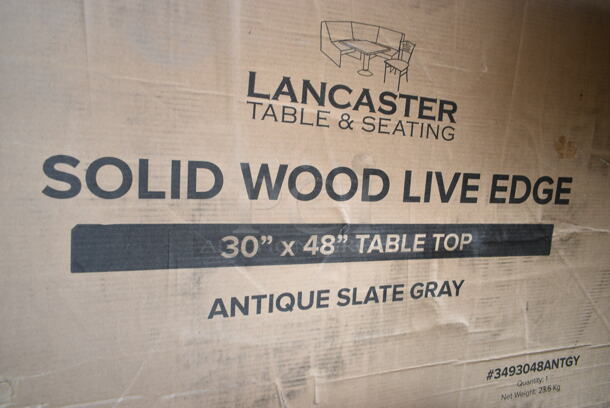 LANCASTER
TABLE & SEATING
SOLID WOOD LIVE EDGE
30” x 48” TABLE TOP
ANTIQUE SLATE GRAY
#3493048ANTGY
Quantity: 1
Net Weight: 23.6 Kg